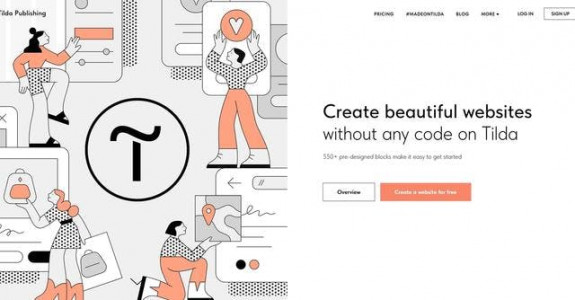 Tilda Publishing
PRICING #MADEONTILDA BLOG MORE LOG IN SIGN UP
Create beautiful websites
without any code on Tilda
550+ pre-designed blocks make it easy to get started
Overview Create a website for free